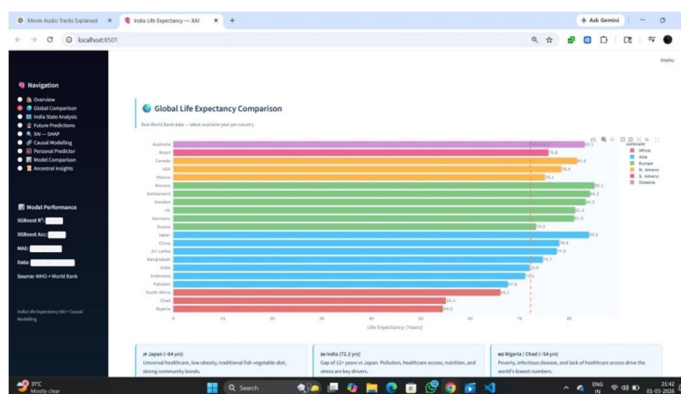 Movie Audio Tracks Explained
India Life Expectancy — XAI
Ask Gemini
localhost:8501
Deploy
Navigation
Overview
Global Comparison
India State Analysis
Future Predictions
XAI — SHAP
Causal Modelling
Personal Predictor
Model Comparison
Ancestral Insights
Model Performance
XGBoost R²:
XGBoost Acc:
MAE:
Data:
Source: WHO + World Bank
India Life Expectancy XAI + Causal
Modelling
Global Life Expectancy Comparison
Real World Bank data — latest available year per country
Australia
Brazil
Canada
USA
Mexico
Monaco
Switzerland
Sweden
UK
Germany
Russia
Japan
China
Sri Lanka
Bangladesh
India
Indonesia
Pakistan
South Africa
Chad
Nigeria
0 10 20 30 40 50 60 70 80
Life Expectancy (Years)
continent
Africa
Asia
Europe
N. America
S. America
Oceania
Japan (~84 yrs)
Universal healthcare, low obesity, traditional fish-vegetable diet,
strong community bonds.
IN India (72.2 yrs)
Gap of 12+ years vs Japan. Pollution, healthcare access, nutrition, and
stress are key drivers.
NG Nigeria / Chad (~54 yrs)
Poverty, infectious disease, and lack of healthcare access drive the
world's lowest numbers.
31°C
Mostly clear
Search
ENG
IN
21:42
01-05-2026